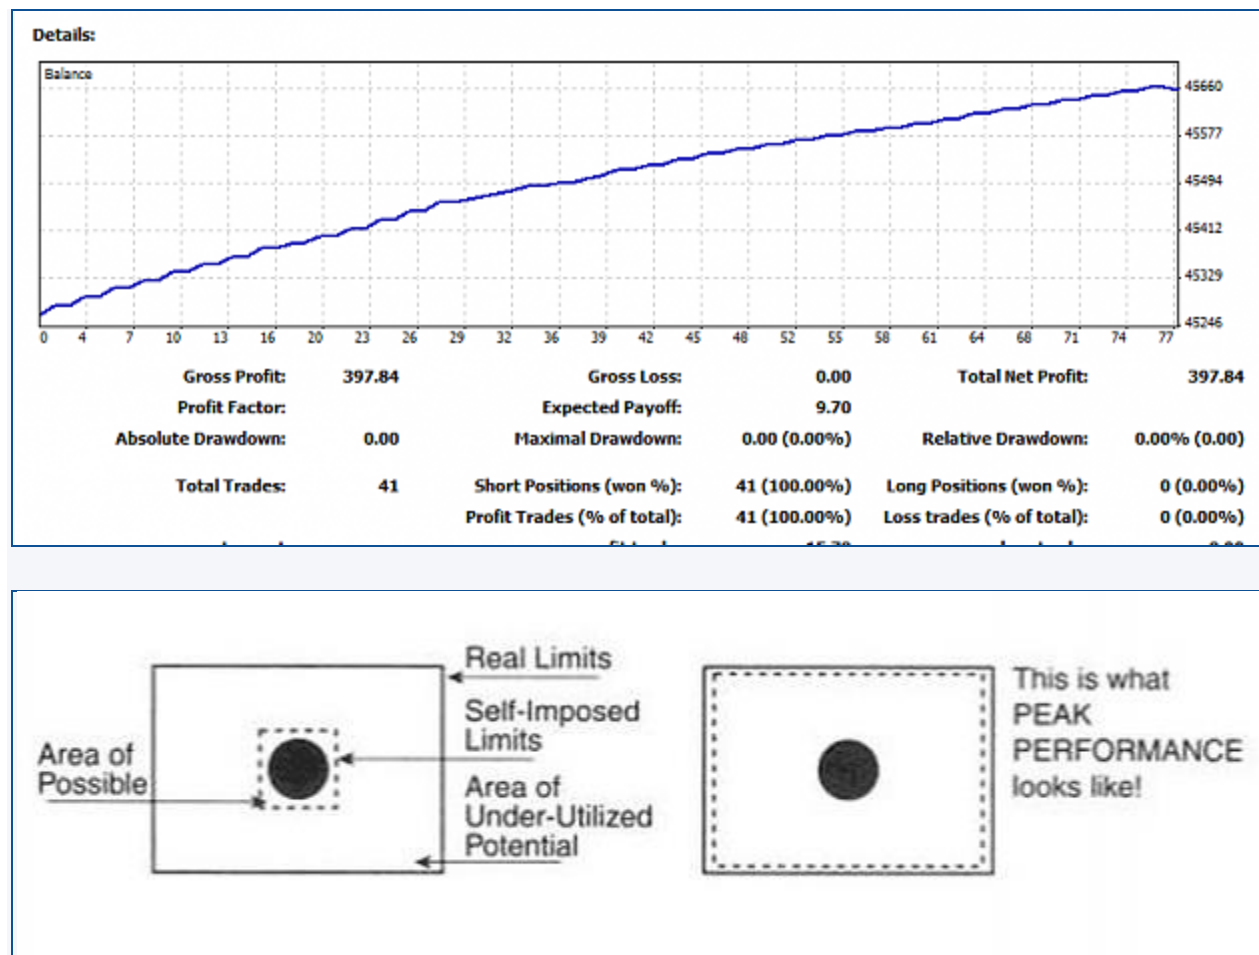 Details:
Balance
45660
45577
45494
45412
45329
45246
0 4 7 10 13 16 20 23 26 29 32 36 39 42 45 48 52 55 58 61 64 68 71 74 77
Gross Profit: 397.84 Gross Loss: 0.00 Total Net Profit: 397.84
Profit Factor: Expected Payoff: 9.70
Absolute Drawdown: 0.00 Maximal Drawdown: 0.00 (0.00%) Relative Drawdown: 0.00% (0.00)
Total Trades: 41 Short Positions (won %): 41 (100.00%) Long Positions (won %): 0 (0.00%)
Profit Trades (% of total): 41 (100.00%) Loss trades (% of total): 0 (0.00%)
Real Limits
Self-Imposed
Limits
Area of
Possible
Area of
Under-Utilized
Potential
This is what
PEAK
PERFORMANCE
looks like!